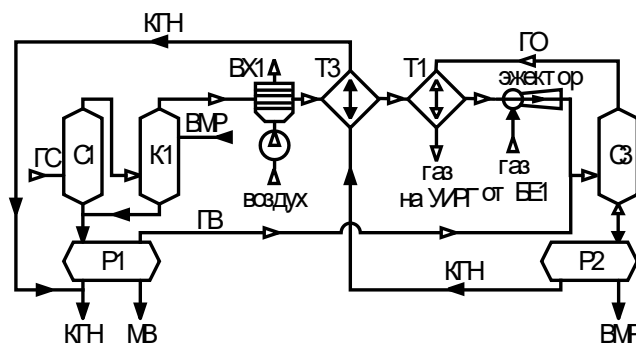 КГН
ВХ1
Т3
Т1
ГО
эжектор
ГС
С1
К1
ВМР
С3
воздух
газ
на УИРГ
газ
от БЕ1
ГВ
Р1
КГН
Р2
КГН
МВ
ВМР